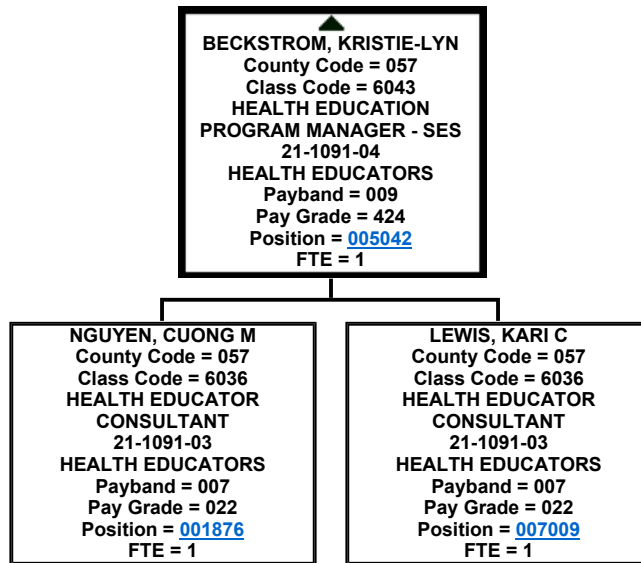 BECKSTROM, KRISTIE-LYN
County Code = 057
Class Code = 6043
HEALTH EDUCATION
PROGRAM MANAGER - SES
21-1091-04
HEALTH EDUCATORS
Payband = 009
Pay Grade = 424
Position = 005042
FTE = 1
NGUYEN, CUONG M
County Code = 057
Class Code = 6036
HEALTH EDUCATOR
CONSULTANT
21-1091-03
HEALTH EDUCATORS
Payband = 007
Pay Grade = 022
Position = 001876
FTE = 1
LEWIS, KARI C
County Code = 057
Class Code = 6036
HEALTH EDUCATOR
CONSULTANT
21-1091-03
HEALTH EDUCATORS
Payband = 007
Pay Grade = 022
Position = 007009
FTE = 1